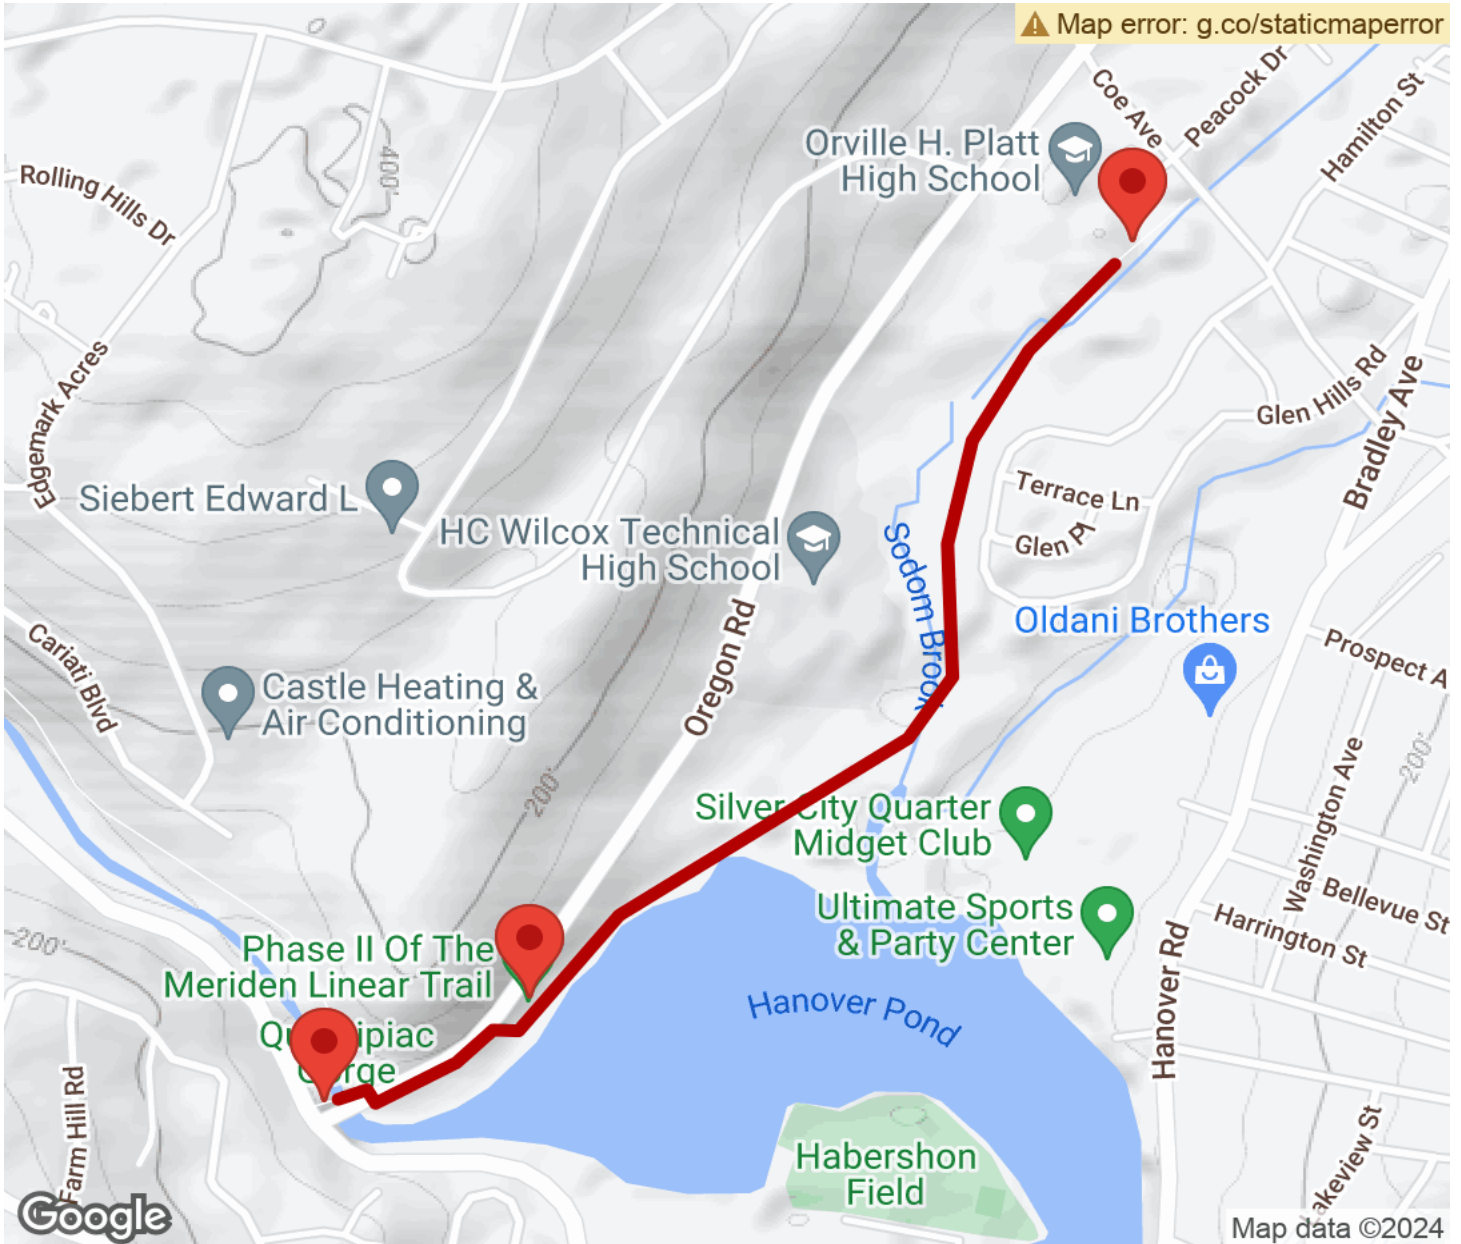 Map error: g.co/staticmaperror
Coe Ave
Peacock Dr
Hamilton St
Orville H. Platt
High School
400'
Rolling Hills Dr
Edgemark Acres
Glen Hills Rd
Bradley Ave
Siebert Edward L
HC Wilcox Technical
High School
Terrace Ln
Glen Pl
Sodom Brook
Oldani Brothers
Oregon Rd
Cariati Blvd
Castle Heating &
Air Conditioning
Prospect A
200'
200'
Washington Ave
Silver City Quarter
Midget Club
Bellevue St
Harrington St
Ultimate Sports
& Party Center
200'
Phase II Of The
Meriden Linear Trail
Hanover Pond
Hanover Rd
Farm Hill Rd
Habershon
Field
Google
Map data ©2024